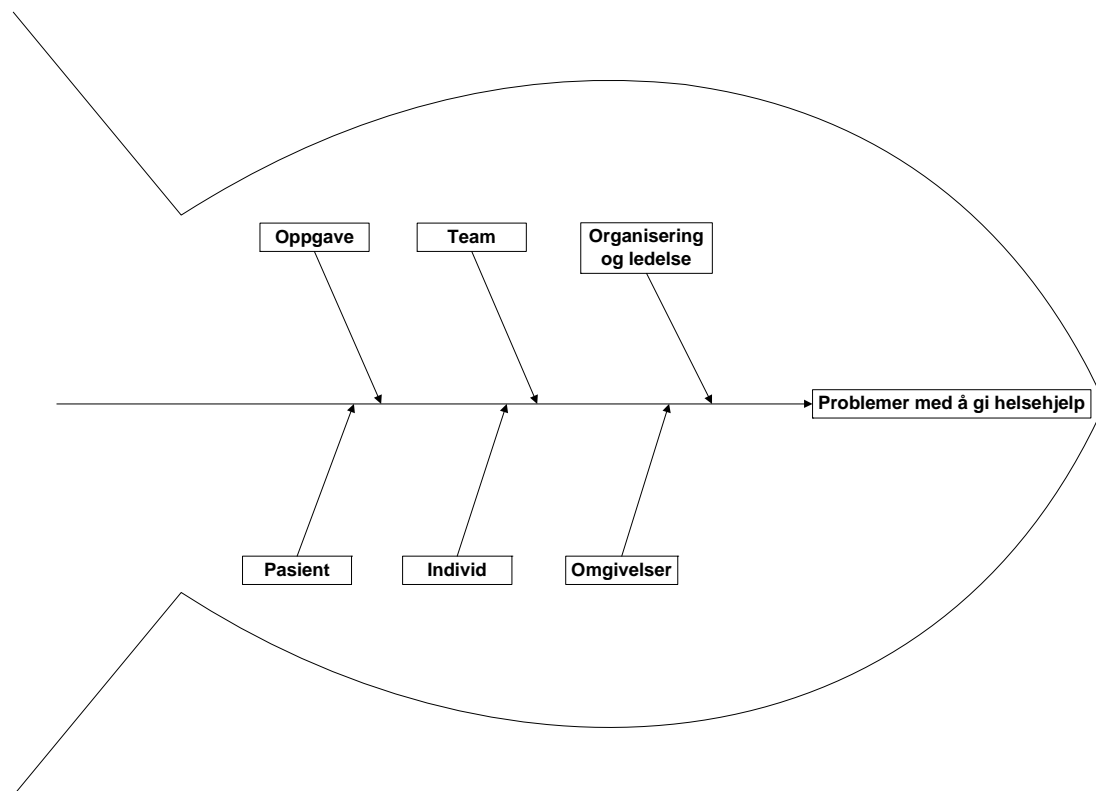 Oppgave
Team
Organisering
og ledelse
Problemer med å gi helsehjelp
Pasient
Individ
Omgivelser